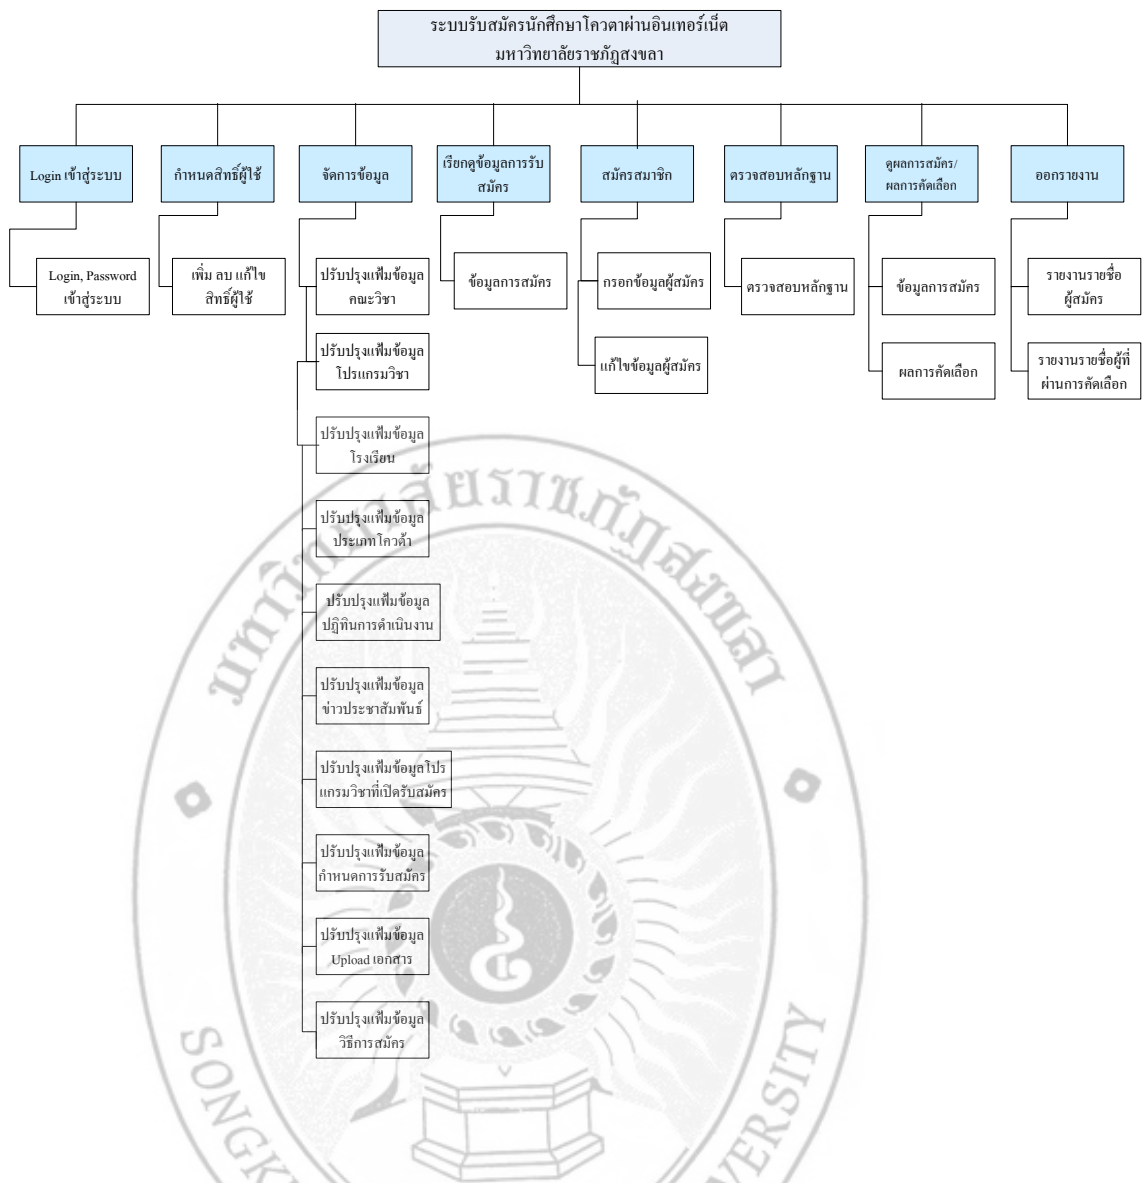 ระบบรับสมัครนักศึกษาโควตาผ่านอินเทอร์เน็ต
มหาวิทยาลัยราชภัฏสงขลา
Login เข้าสู่ระบบ
กำหนดสิทธิ์ผู้ใช้
จัดการข้อมูล
เรียกดูข้อมูลการรับ
สมัคร
สมัครสมาชิก
ตรวจสอบหลักฐาน
ดูผลการสมัคร/
ผลการคัดเลือก
ออกรายงาน
Login, Password
เข้าสู่ระบบ
เพิ่ม ลบ แก้ไข
สิทธิ์ผู้ใช้
ปรับปรุงแฟ้มข้อมูล
คณะวิชา
ปรับปรุงแฟ้มข้อมูล
โปรแกรมวิชา
ปรับปรุงแฟ้มข้อมูล
โรงเรียน
ปรับปรุงแฟ้มข้อมูล
ประเภทโควต้า
ปรับปรุงแฟ้มข้อมูล
ปฎิทินการดำเนินงาน
ปรับปรุงแฟ้มข้อมูล
ข่าวประชาสัมพันธ์
ปรับปรุงแฟ้มข้อมูลโปร
แกรมวิชาที่เปิดรับสมัคร
ปรับปรุงแฟ้มข้อมูล
กำหนดการรับสมัคร
ปรับปรุงแฟ้มข้อมูล
Upload เอกสาร
ปรับปรุงแฟ้มข้อมูล
วิธีการสมัคร
ข้อมูลการสมัคร
กรอกข้อมูลผู้สมัคร
แก้ไขข้อมูลผู้สมัคร
ตรวจสอบหลักฐาน
ข้อมูลการสมัคร
ผลการคัดเลือก
รายงานรายชื่อ
ผู้สมัคร
รายงานรายชื่อผู้ที่
ผ่านการคัดเลือก
มหาวิทยาลัยราชภัฏสงขลา